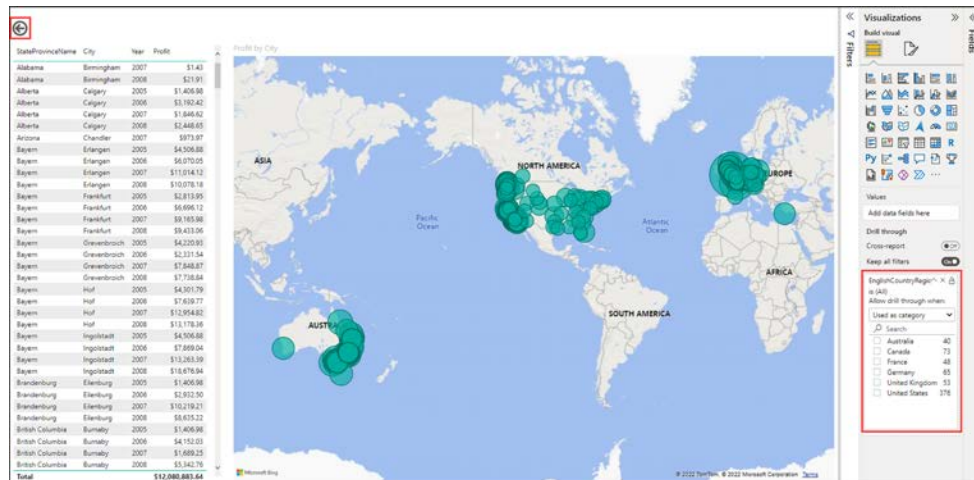 StateProvinceName City Year Profit
Alabama Birmingham 2007 $1.43
Alabama Birmingham 2008 $21.91
Alberta Calgary 2005 $1,406.98
Alberta Calgary 2006 $3,192.42
Alberta Calgary 2007 $1,646.62
Alberta Calgary 2008 $2,448.65
Arizona Chandler 2007 $973.97
Bayern Erlangen 2005 $4,506.88
Bayern Erlangen 2006 $6,070.05
Bayern Erlangen 2007 $11,014.12
Bayern Erlangen 2008 $10,078.18
Bayern Frankfurt 2005 $2,813.95
Bayern Frankfurt 2006 $6,696.12
Bayern Frankfurt 2007 $9,165.98
Bayern Frankfurt 2008 $9,433.06
Bayern Grevenbroich 2005 $4,220.93
Bayern Grevenbroich 2006 $2,331.54
Bayern Grevenbroich 2007 $7,848.87
Bayern Grevenbroich 2008 $7,738.84
Bayern Hof 2005 $4,301.79
Bayern Hof 2008 $7,639.77
Bayern Hof 2007 $12,954.82
Bayern Hof 2008 $13,178.36
Bayern Ingolstadt 2005 $4,506.88
Bayern Ingolstadt 2006 $7,869.04
Bayern Ingolstadt 2007 $13,263.39
Bayern Ingolstadt 2008 $18,676.94
Brandenburg Eilenburg 2005 $1,406.98
Brandenburg Eilenburg 2006 $2,932.50
Brandenburg Eilenburg 2007 $10,219.21
Brandenburg Eilenburg 2008 $8,635.22
British Columbia Burnaby 2005 $1,406.98
British Columbia Burnaby 2006 $4,152.03
British Columbia Burnaby 2007 $1,689.25
British Columbia Burnaby 2008 $5,342.76
Total $12,080,883.64
Profit by City
ASIA
NORTH AMERICA
EUROPE
Pacific
Ocean
Atlantic
Ocean
AFRICA
SOUTH AMERICA
AUSTRA
Microsoft Bing
© 2022 TomTom, © 2022 Microsoft Corporation Terms
Filters
Visualizations
Fields
Build visual
R
Py
Values
Add data fields here
Drill through
Cross-report
Off
Keep all filters
On
EnglishCountryRegion
is (All)
Allow drill through when:
Used as category
Search
Australia 40
Canada 73
France 48
Germany 65
United Kingdom 53
United States 376